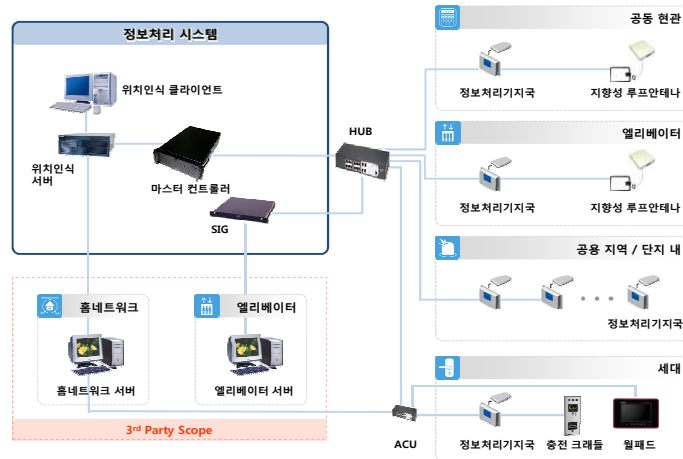 정보처리 시스템
위치인식 클라이언트
위치인식
서버
마스터 컨트롤러
SIG
HUB
공동 현관
정보처리기지국
지향성 루프안테나
엘리베이터
정보처리기지국
지향성 루프안테나
공용 지역 / 단지 내
정보처리기지국
홈네트워크
홈네트워크 서버
엘리베이터
엘리베이터 서버
3rd Party Scope
세대
ACU
정보처리기지국
충전 크래들
월패드